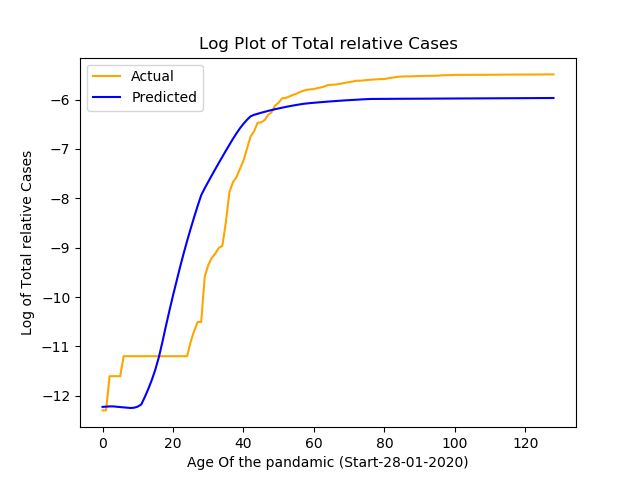 Log Plot of Total relative Cases
Actual
Predicted
Log of Total relative Cases
−6
−7
−8
−9
−10
−11
−12
0 20 40 60 80 100 120
Age Of the pandamic (Start-28-01-2020)